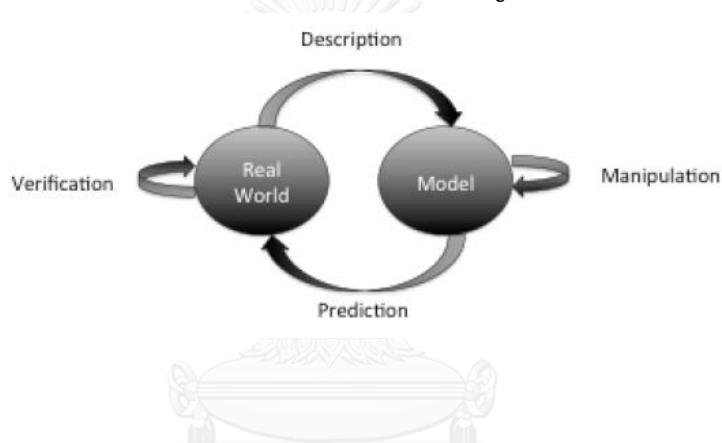 Description
Real
World
Model
Verification
Manipulation
Prediction